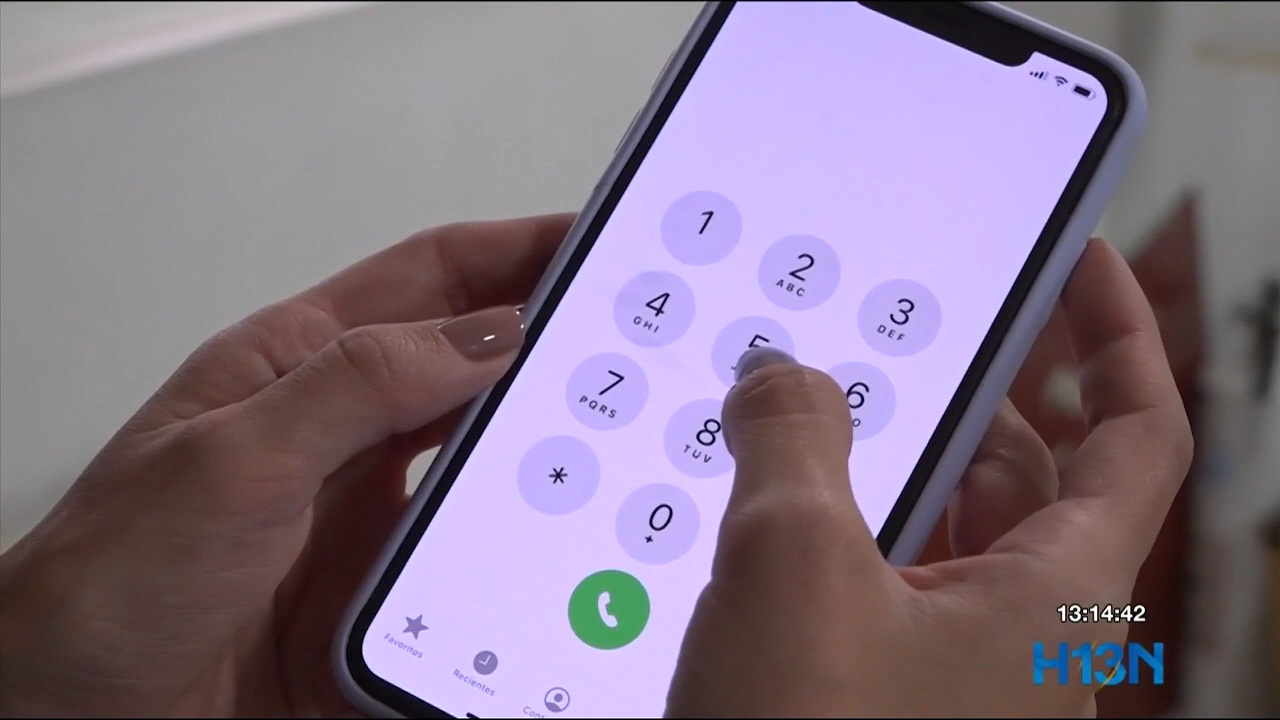 1
2
ABC
3
DEF
4
GHI
5
6
7
PQRS
8
TUV
*
0
+
Favoritos
Recientes
13:14:42
H13N